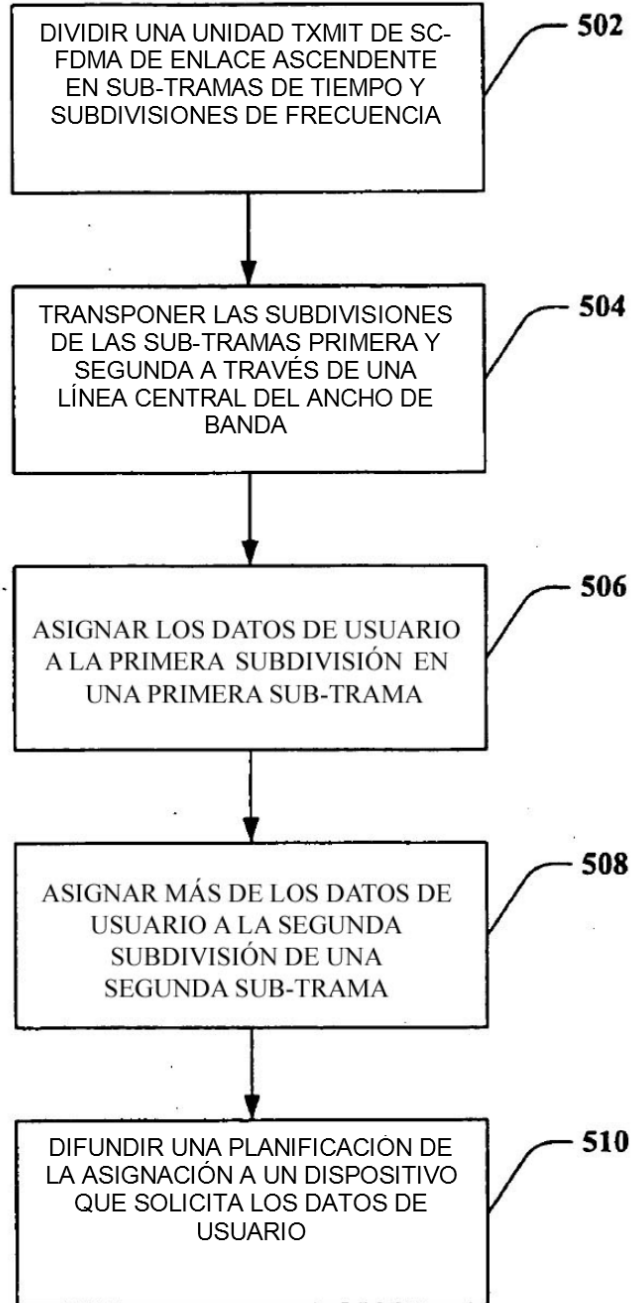 DIVIDIR UNA UNIDAD TXMIT DE SC-
FDMA DE ENLACE ASCENDENTE
EN SUB-TRAMAS DE TIEMPO Y
SUBDIVISIONES DE FRECUENCIA
502
TRANSPONER LAS SUBDIVISIONES
DE LAS SUB-TRAMAS PRIMERA Y
SEGUNDA A TRAVÉS DE UNA
LÍNEA CENTRAL DEL ANCHO DE
BANDA
504
ASIGNAR LOS DATOS DE USUARIO
A LA PRIMERA SUBDIVISIÓN EN
UNA PRIMERA SUB-TRAMA
506
ASIGNAR MÁS DE LOS DATOS DE
USUARIO A LA SEGUNDA
SUBDIVISIÓN DE UNA
SEGUNDA SUB-TRAMA
508
DIFUNDIR UNA PLANIFICACIÓN DE
LA ASIGNACIÓN A UN DISPOSITIVO
QUE SOLICITA LOS DATOS DE
USUARIO
510